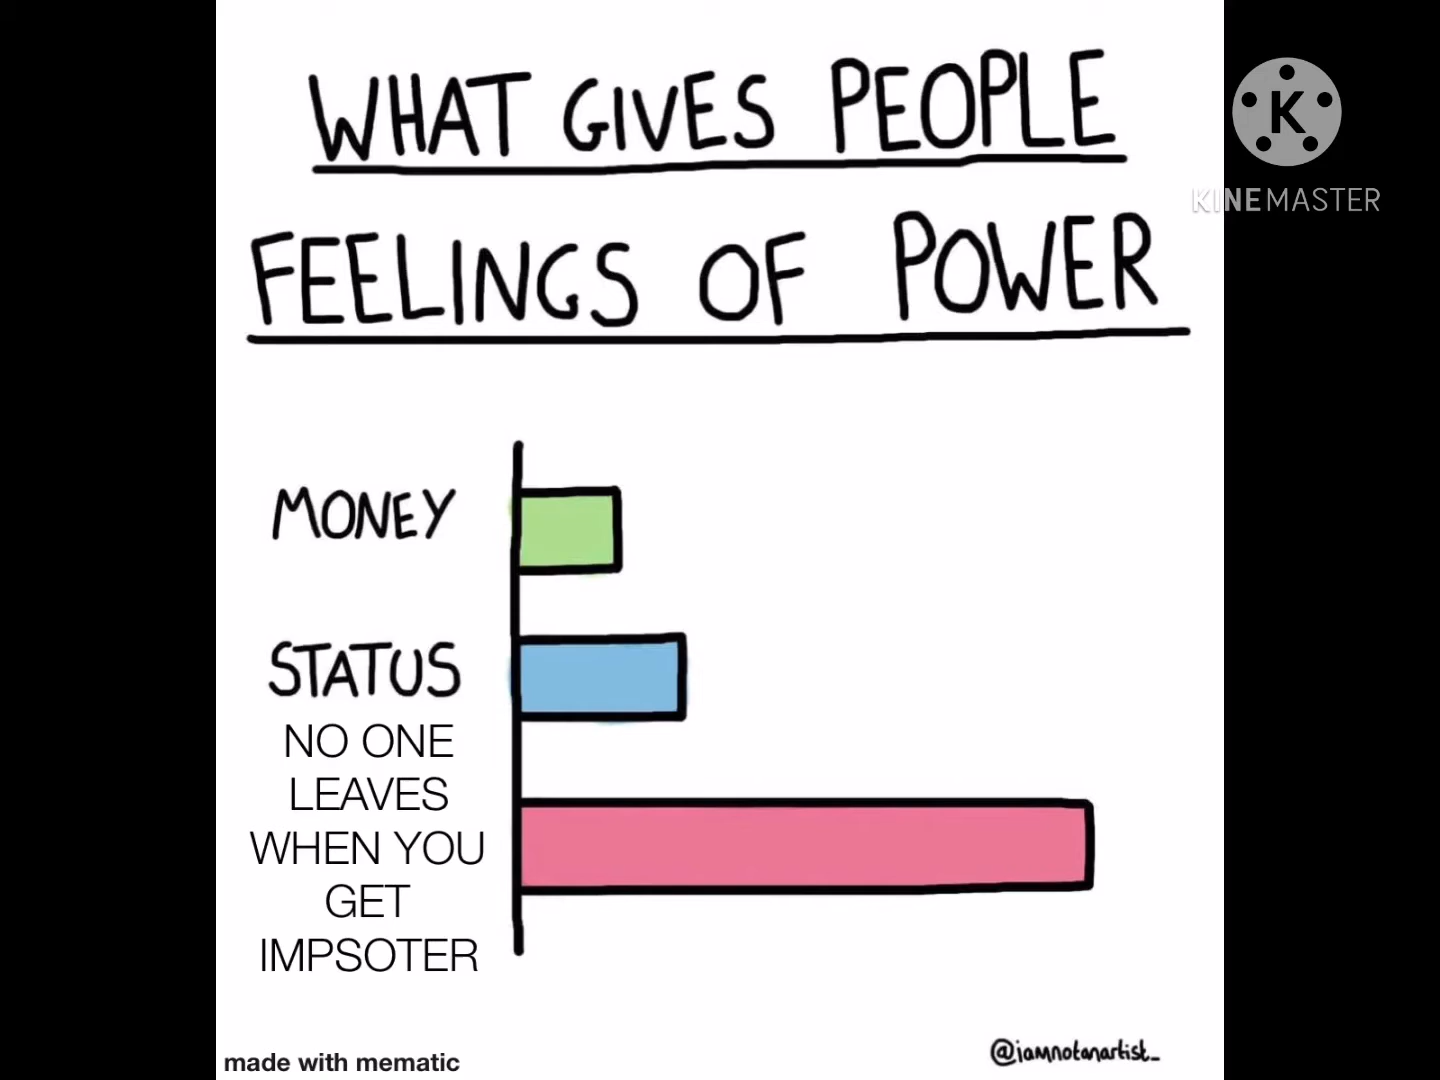 WHAT GIVES PEOPLE
FEELINGS OF POWER
K
KINEMASTER
MONEY
STATUS
NO ONE
LEAVES
WHEN YOU
GET
IMPSOTER
made with mematic
@iamnotanartist_